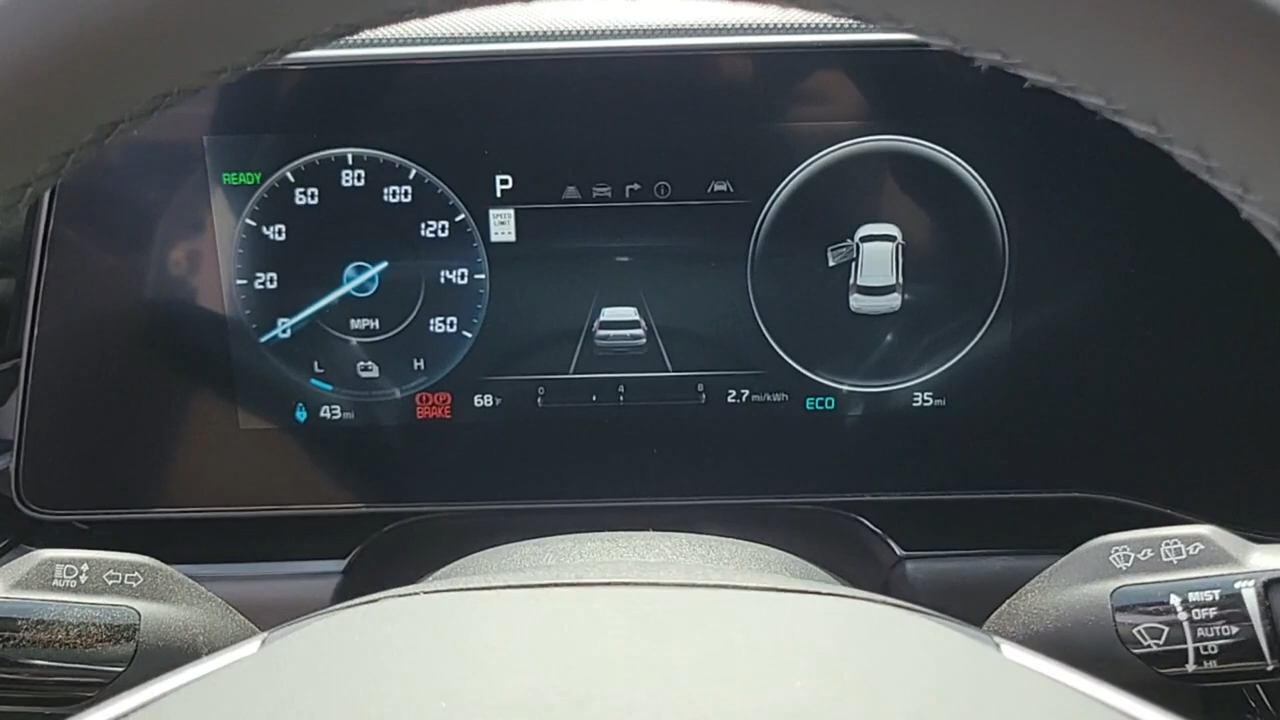 READY
0
20
40
60
80
100
120
140
160
MPH
L
H
43 mi
BRAKE
P
SPEED
LIMIT
---
68°F
0 4 8
2.7 mi/kWh
ECO
35 mi
AUTO
MIST
OFF
AUTO
LO
HI